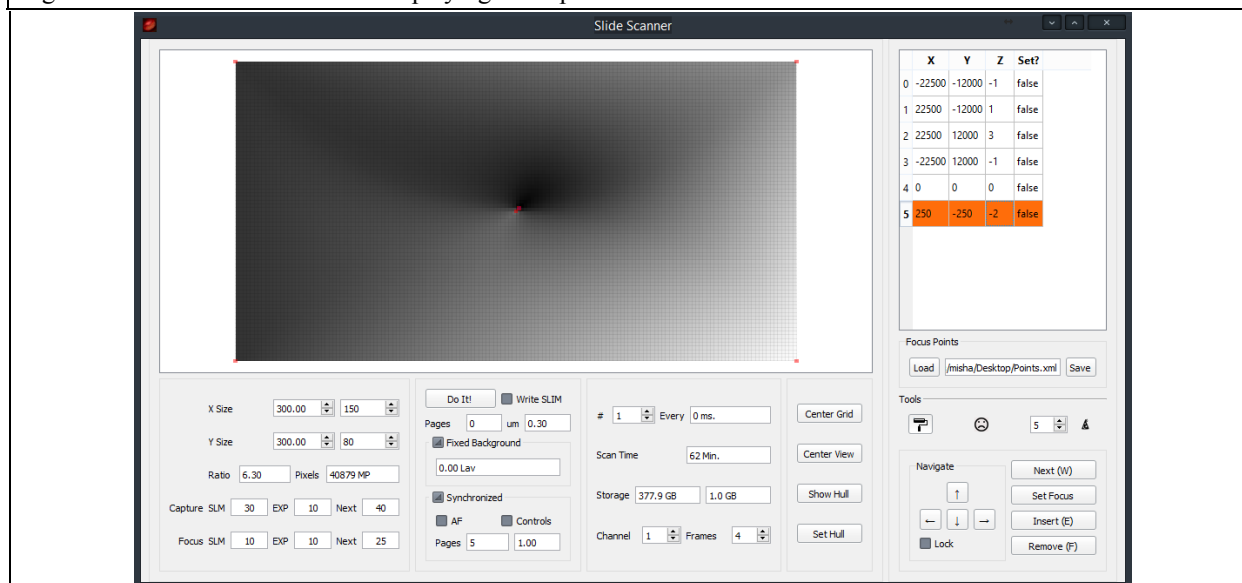 Slide Scanner
X Y Z Set?
0 -22500 -12000 -1 false
1 22500 -12000 1 false
2 22500 12000 3 false
3 -22500 12000 -1 false
4 0 0 0 false
5 250 -250 -2 false
Focus Points
Load /misha/Desktop/Points.xml Save
Tools
5
Navigate
Lock
Next (W)
Set Focus
Insert (E)
Remove (F)
X Size 300.00 150
Y Size 300.00 80
Ratio 6.30 Pixels 40879 MP
Capture SLM 30 EXP 10 Next 40
Focus SLM 10 EXP 10 Next 25
Do It! Write SLIM
Pages 0 um 0.30
Fixed Background
0.00 Lav
Synchronized
AF Controls
Pages 5 1.00
# 1 Every 0 ms.
Scan Time 62 Min.
Storage 377.9 GB 1.0 GB
Channel 1 Frames 4
Center Grid
Center View
Show Hull
Set Hull